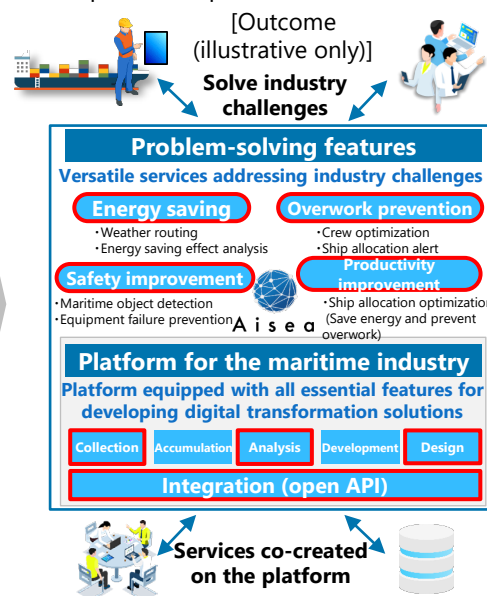 [Outcome
(illustrative only)]
Solve industry
challenges
Problem-solving features
Versatile services addressing industry challenges
Energy saving
・Weather routing
・Energy saving effect analysis
Overwork prevention
・Crew optimization
・Ship allocation alert
Safety improvement
・Maritime object detection
・Equipment failure prevention
Productivity
improvement
・Ship allocation optimization
(Save energy and prevent
overwork)
Aisea
Platform for the maritime industry
Platform equipped with all essential features for
developing digital transformation solutions
Collection Accumulation Analysis Development Design
Integration (open API)
Services co-created
on the platform